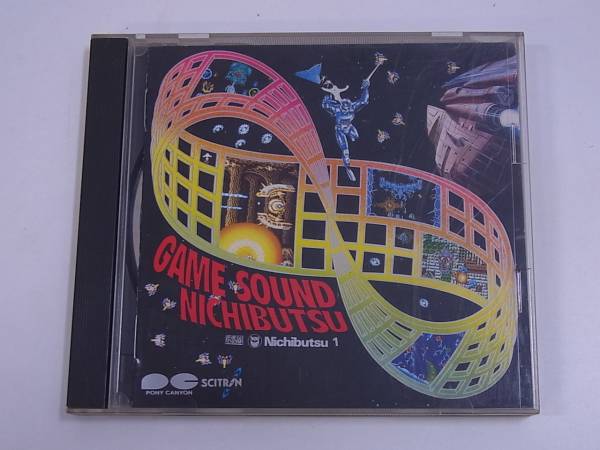 GAME SOUND
NICHIBUTSU
Nichibutsu 1
PONY CANYON
SCITRON